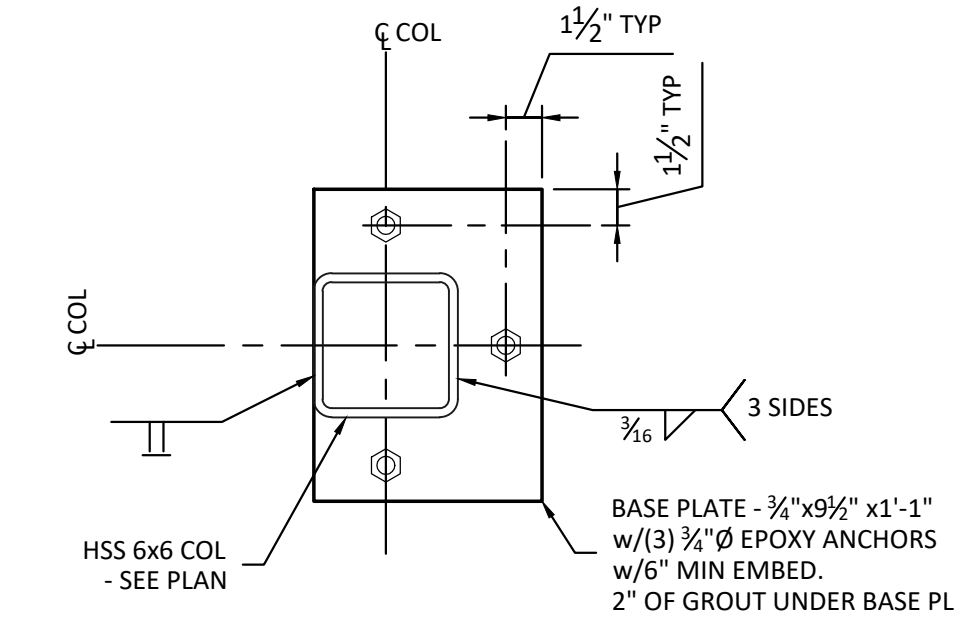 ℄ COL
1½" TYP
1½" TYP
℄ COL
3⁄16
3 SIDES
BASE PLATE - ¾"x9½" x1'-1"
w/(3) ¾"Ø EPOXY ANCHORS
w/6" MIN EMBED.
2" OF GROUT UNDER BASE PL
HSS 6x6 COL
- SEE PLAN